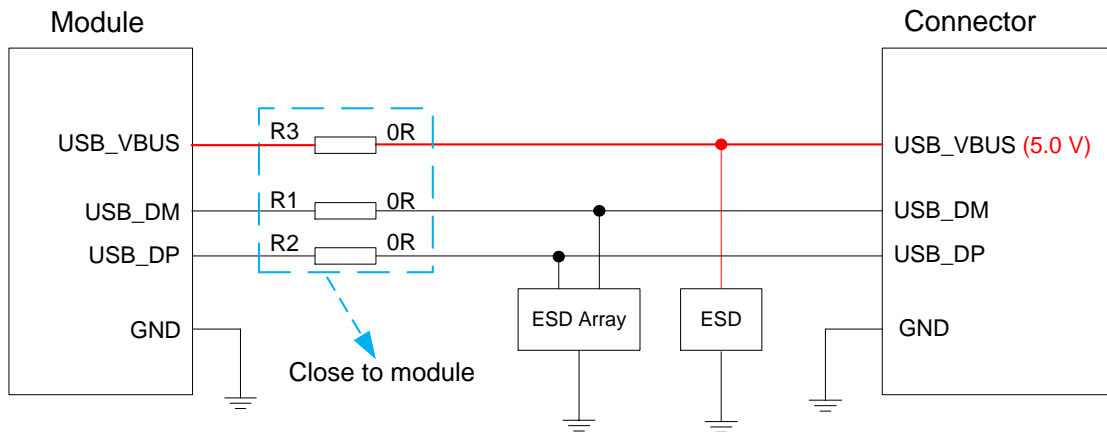 Module
Connector
R3
0R
USB_VBUS
USB_VBUS (5.0 V)
R1
0R
USB_DM
USB_DM
R2
0R
USB_DP
USB_DP
ESD Array
ESD
GND
GND
Close to module